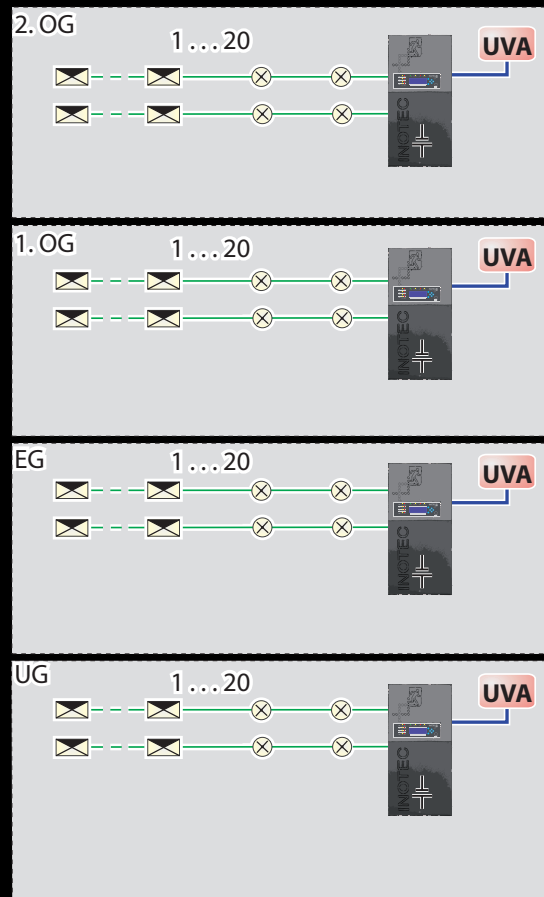 2. OG
1 . . . 20
UVA
INOTEC
1. OG
1 . . . 20
UVA
INOTEC
EG
1 . . . 20
UVA
INOTEC
UG
1 . . . 20
UVA
INOTEC